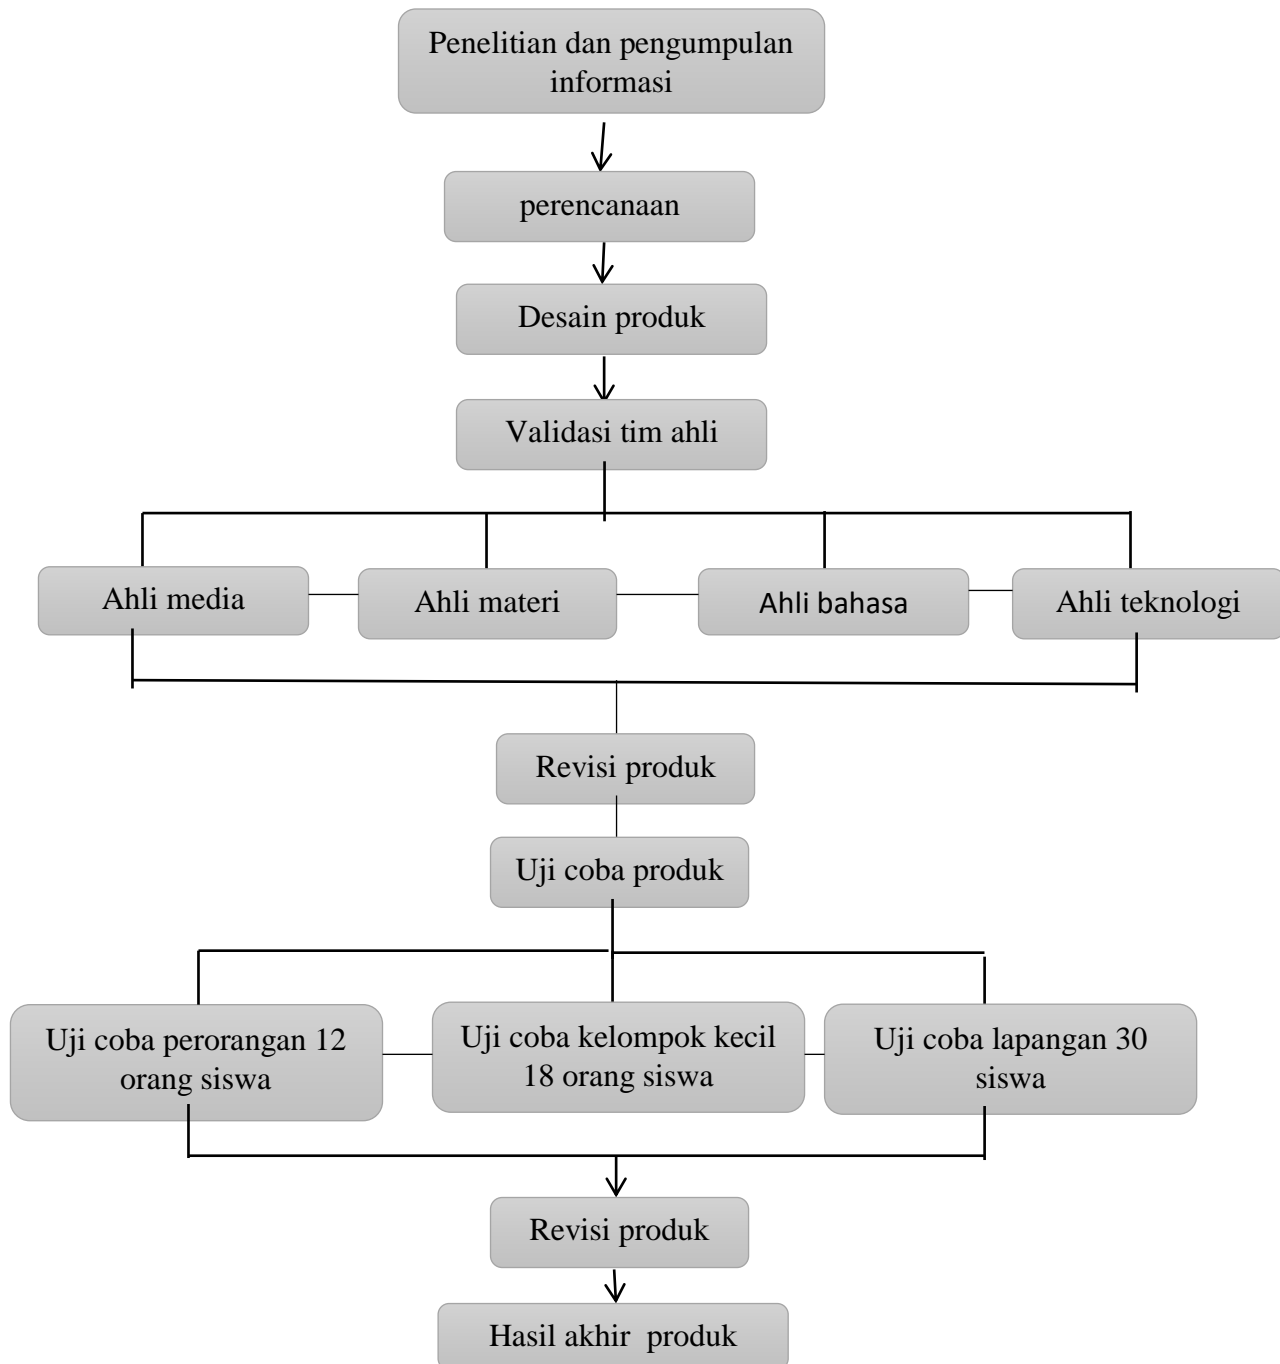 Penelitian dan pengumpulan
informasi
perencanaan
Desain produk
Validasi tim ahli
Ahli media
Ahli materi
Ahli bahasa
Ahli teknologi
Revisi produk
Uji coba produk
Uji coba perorangan 12
orang siswa
Uji coba kelompok kecil
18 orang siswa
Uji coba lapangan 30
siswa
Revisi produk
Hasil akhir  produk